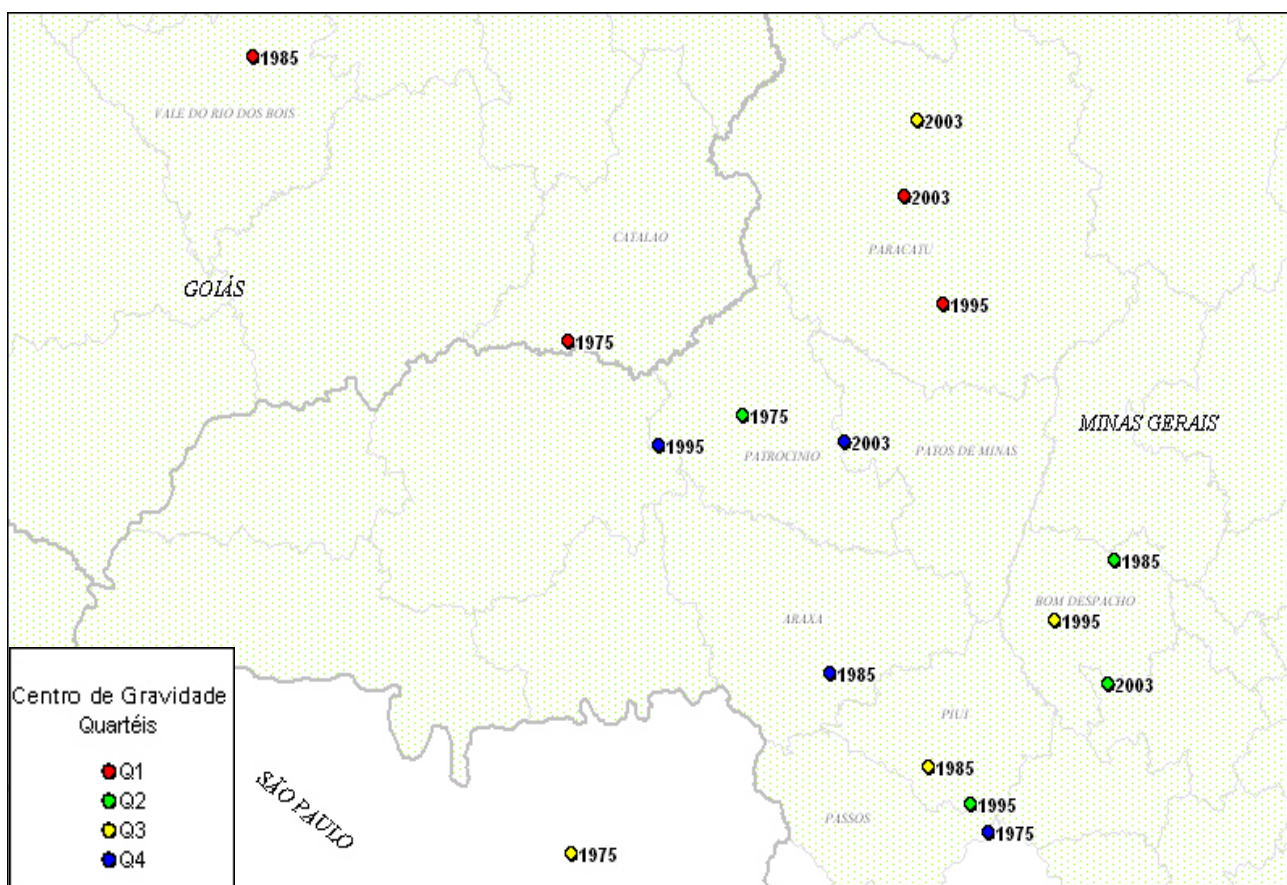 1985
VALE DO RIO DOS BOIS
2003
2003
CATALAO
PARACATU
GOIÁS
1995
1975
1975
MINAS GERAIS
1995
PATROCINIO
2003
PATOS DE MINAS
1985
BOM DESPACHO
ARAXA
1995
1985
2003
Centro de Gravidade
Quartéis
PIUI
Q1
1985
SÃO PAULO
Q2
1995
PASSOS
Q3
1975
1975
Q4